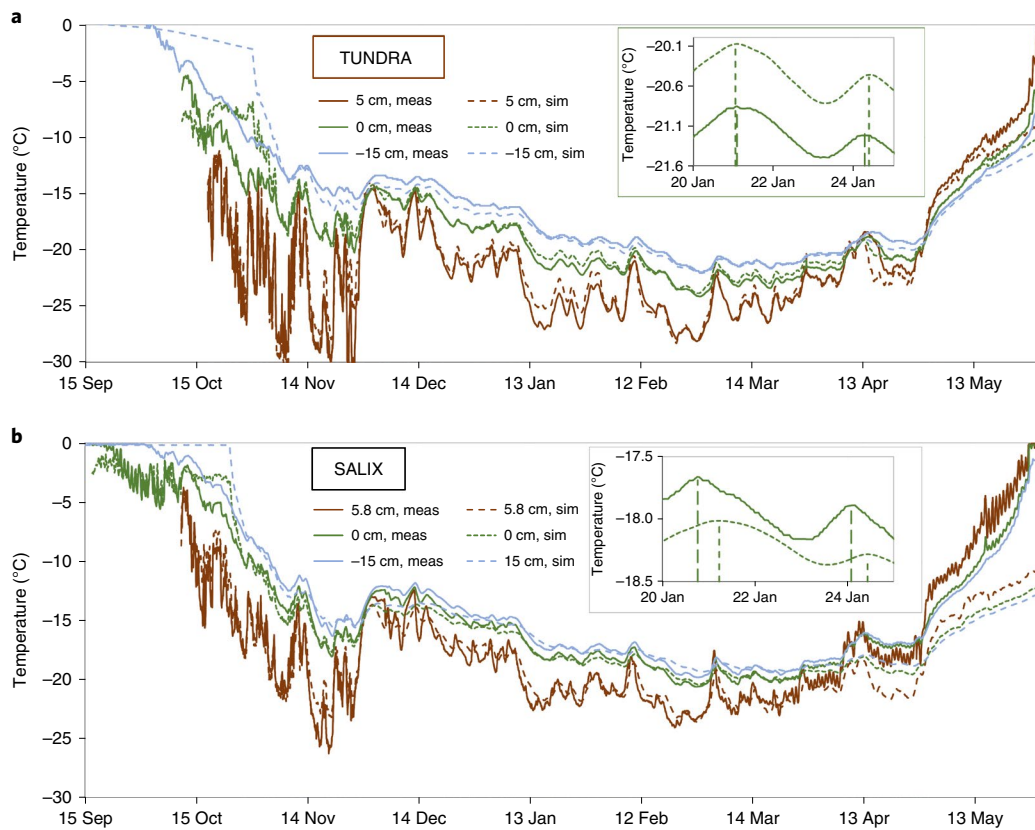 a
TUNDRA
5 cm, meas
5 cm, sim
0 cm, meas
0 cm, sim
–15 cm, meas
–15 cm, sim
Temperature (°C)
0
–5
–10
–15
–20
–25
–30
15 Sep
15 Oct
14 Nov
14 Dec
13 Jan
12 Feb
14 Mar
13 Apr
13 May
Temperature (°C)
–20.1
–20.6
–21.1
–21.6
20 Jan
22 Jan
24 Jan
b
SALIX
5.8 cm, meas
5.8 cm, sim
0 cm, meas
0 cm, sim
–15 cm, meas
15 cm, sim
Temperature (°C)
0
–5
–10
–15
–20
–25
–30
15 Sep
15 Oct
14 Nov
14 Dec
13 Jan
12 Feb
14 Mar
13 Apr
13 May
Temperature (°C)
–17.5
–18.0
–18.5
20 Jan
22 Jan
24 Jan